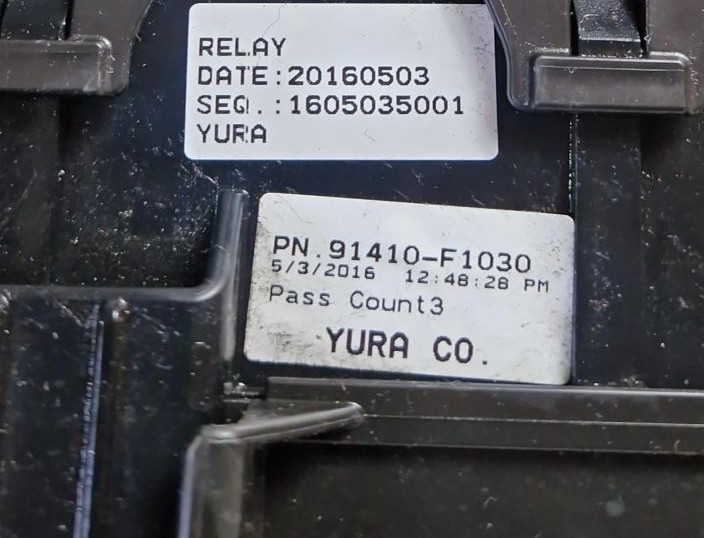 RELAY
DATE:20160503
SEQ.:1605035001
YURA
PN.91410-F1030
5/3/2016 12:48:28 PM
Pass Count3
YURA CO.